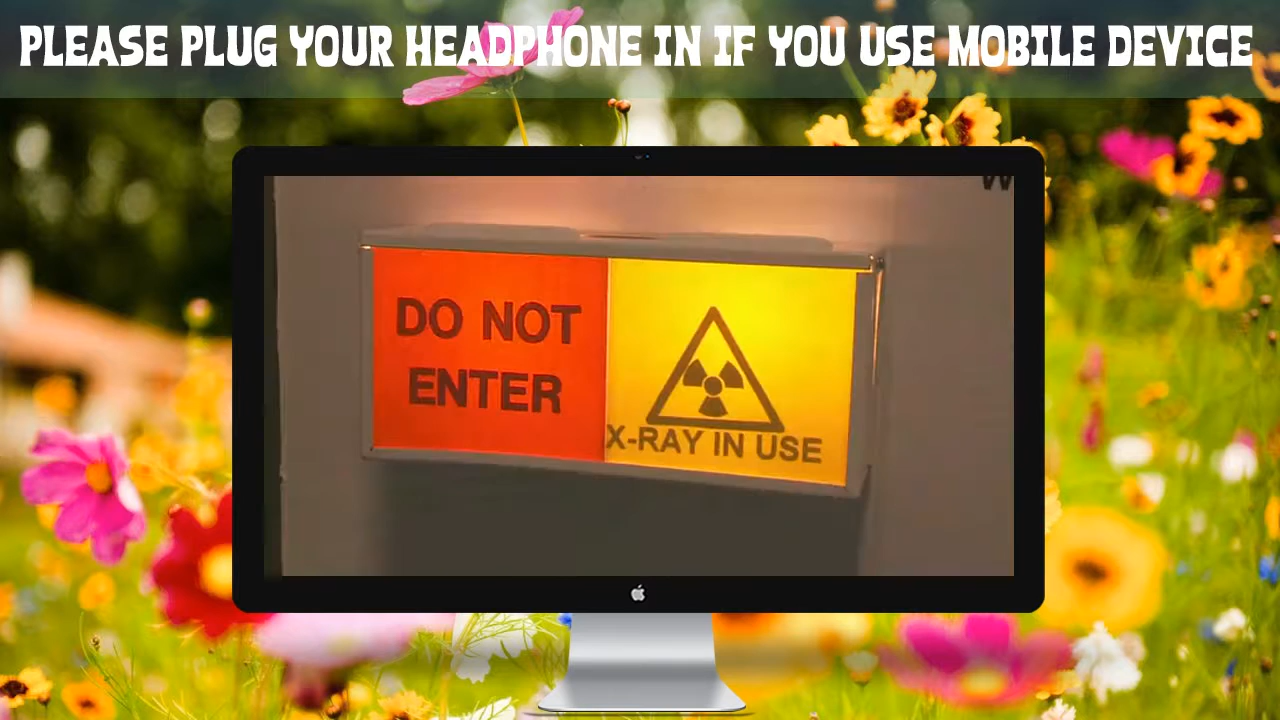 PLEASE PLUG YOUR HEADPHONE IN IF YOU USE MOBILE DEVICE
W
DO NOT
ENTER
X-RAY IN USE